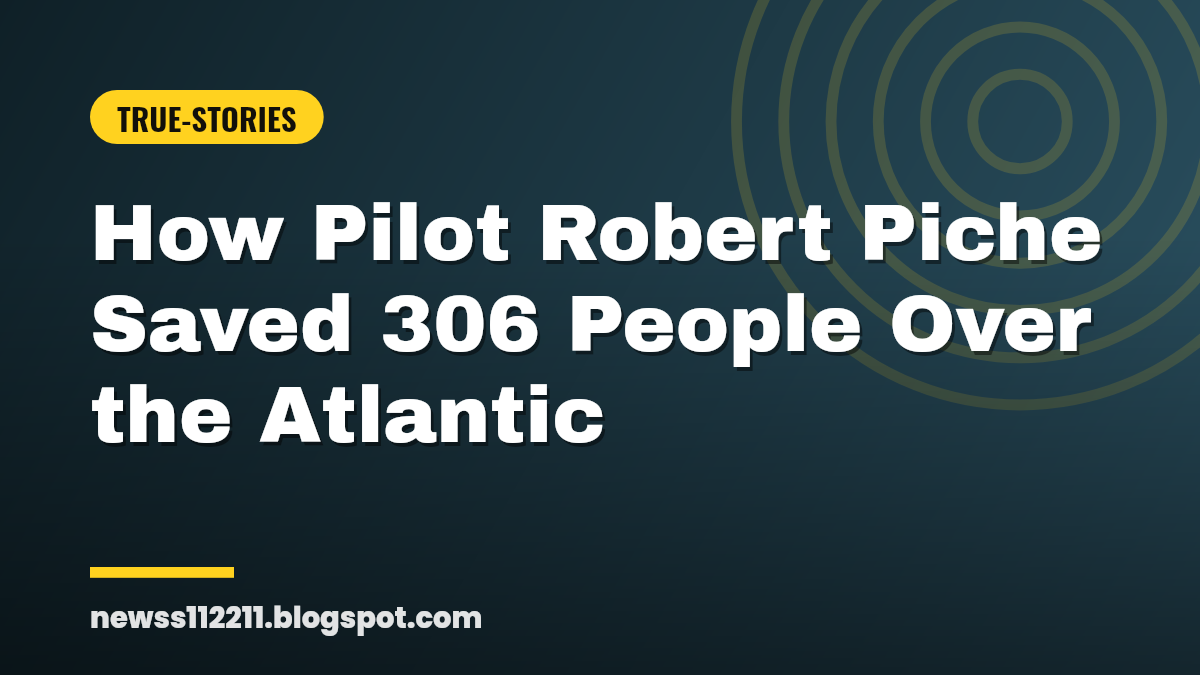 TRUE-STORIES
How Pilot Robert Piche
Saved 306 People Over
the Atlantic
newss112211.blogspot.com